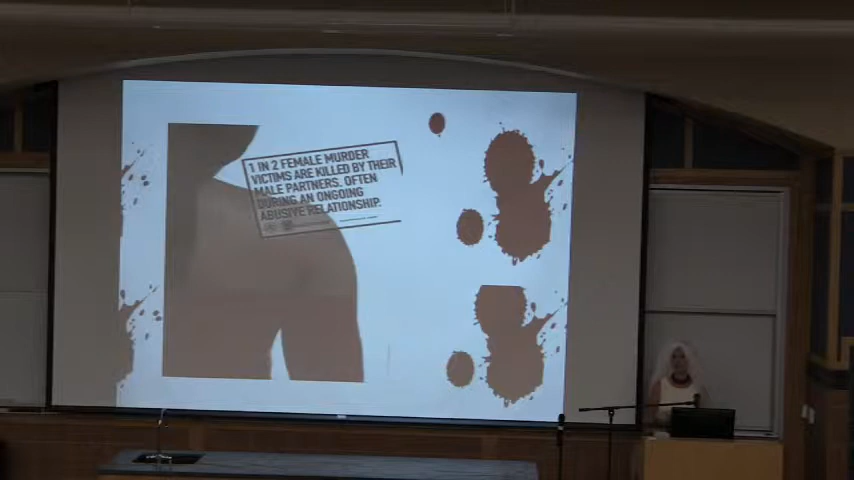 1 IN 2 FEMALE MURDER
VICTIMS ARE KILLED BY THEIR
MALE PARTNERS. OFTEN
DURING AN ONGOING
ABUSIVE RELATIONSHIP.